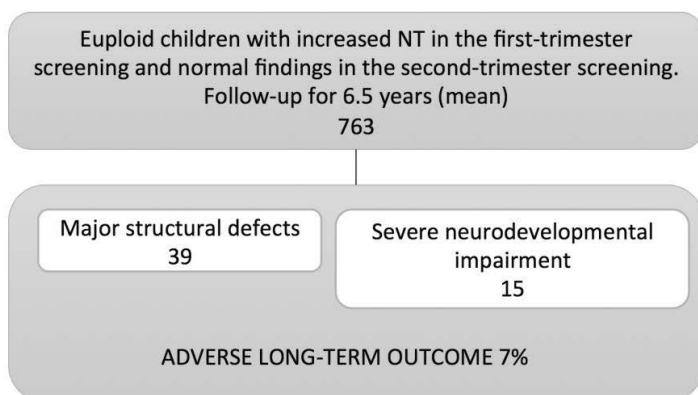 Euploid children with increased NT in the first-trimester
screening and normal findings in the second-trimester screening.
Follow-up for 6.5 years (mean)
763
Major structural defects
39
Severe neurodevelopmental
impairment
15
ADVERSE LONG-TERM OUTCOME 7%